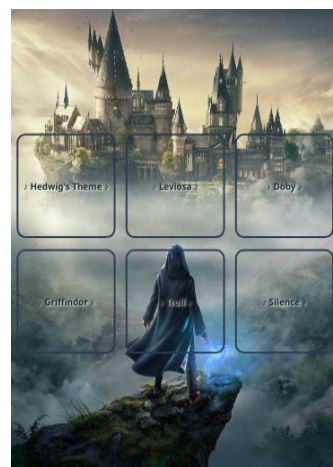 ♪ Hedwig's Theme ♪
♪ Leviosa ♪
♪ Doby ♪
♪ Griffindor ♪
♪ Troll ♪
♪ Silence ♪